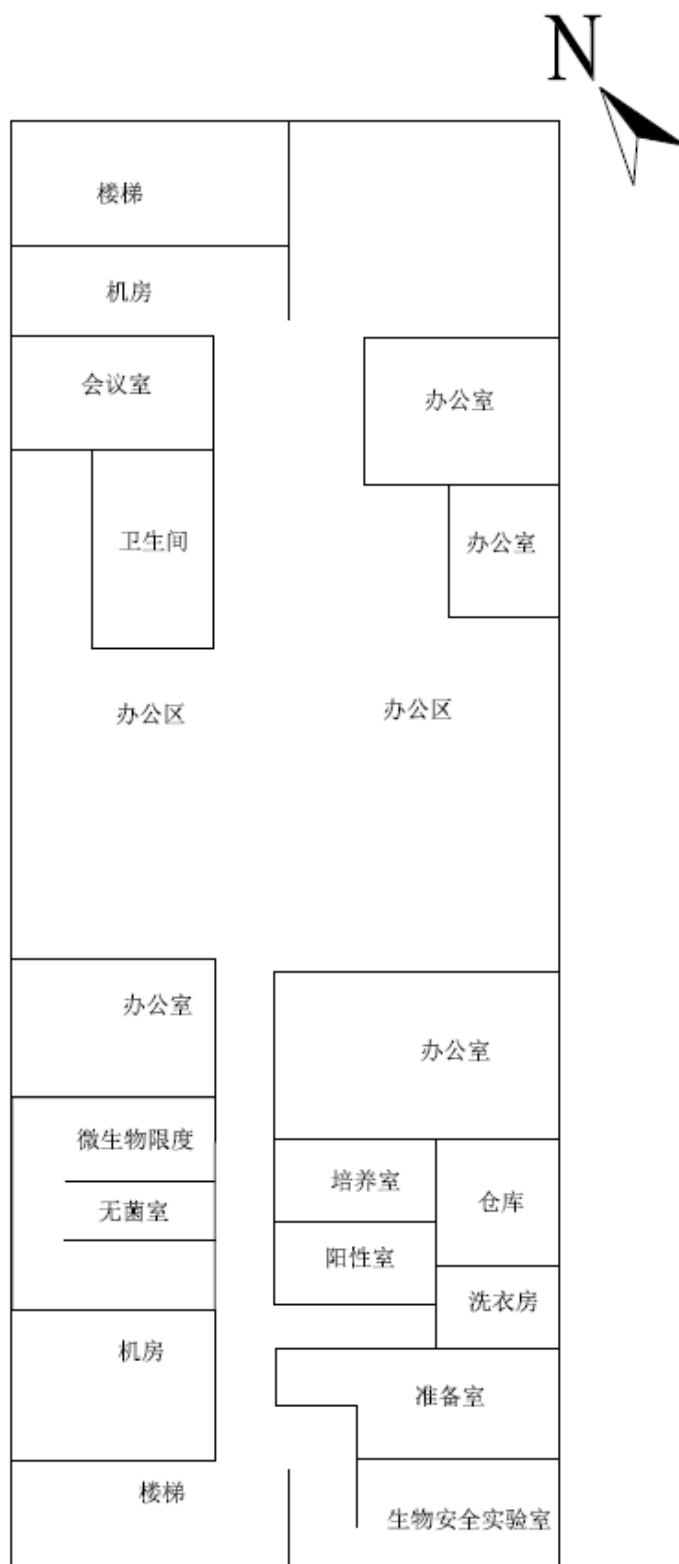 N
楼梯
机房
会议室
办公室
卫生间
办公室
办公区
办公区
办公室
办公室
微生物限度
培养室
仓库
无菌室
阳性室
洗衣房
机房
准备室
楼梯
生物安全实验室